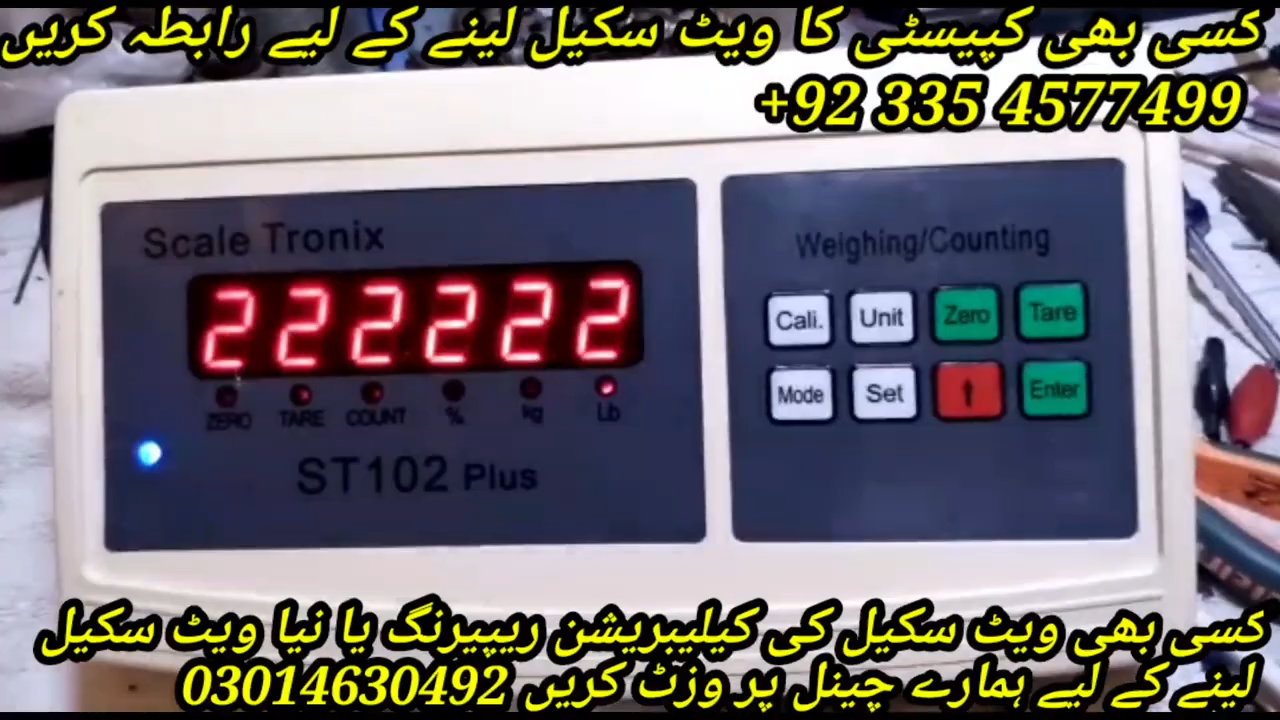 کسی بھی کپیسٹی کا ویٹ سکیل لینے کے لیے رابطہ کریں
+92 335 4577499
Scale Tronix
222222
ZERO TARE COUNT % kg Lb
ST102 Plus
Weighing/Counting
Cali. Unit Zero Tare
Mode Set ↑ Enter
کسی بھی ویٹ سکیل کی کیلیبریشن ریپیرنگ یا نیا ویٹ سکیل
لینے کے لیے ہمارے چینل پر وزٹ کریں 03014630492